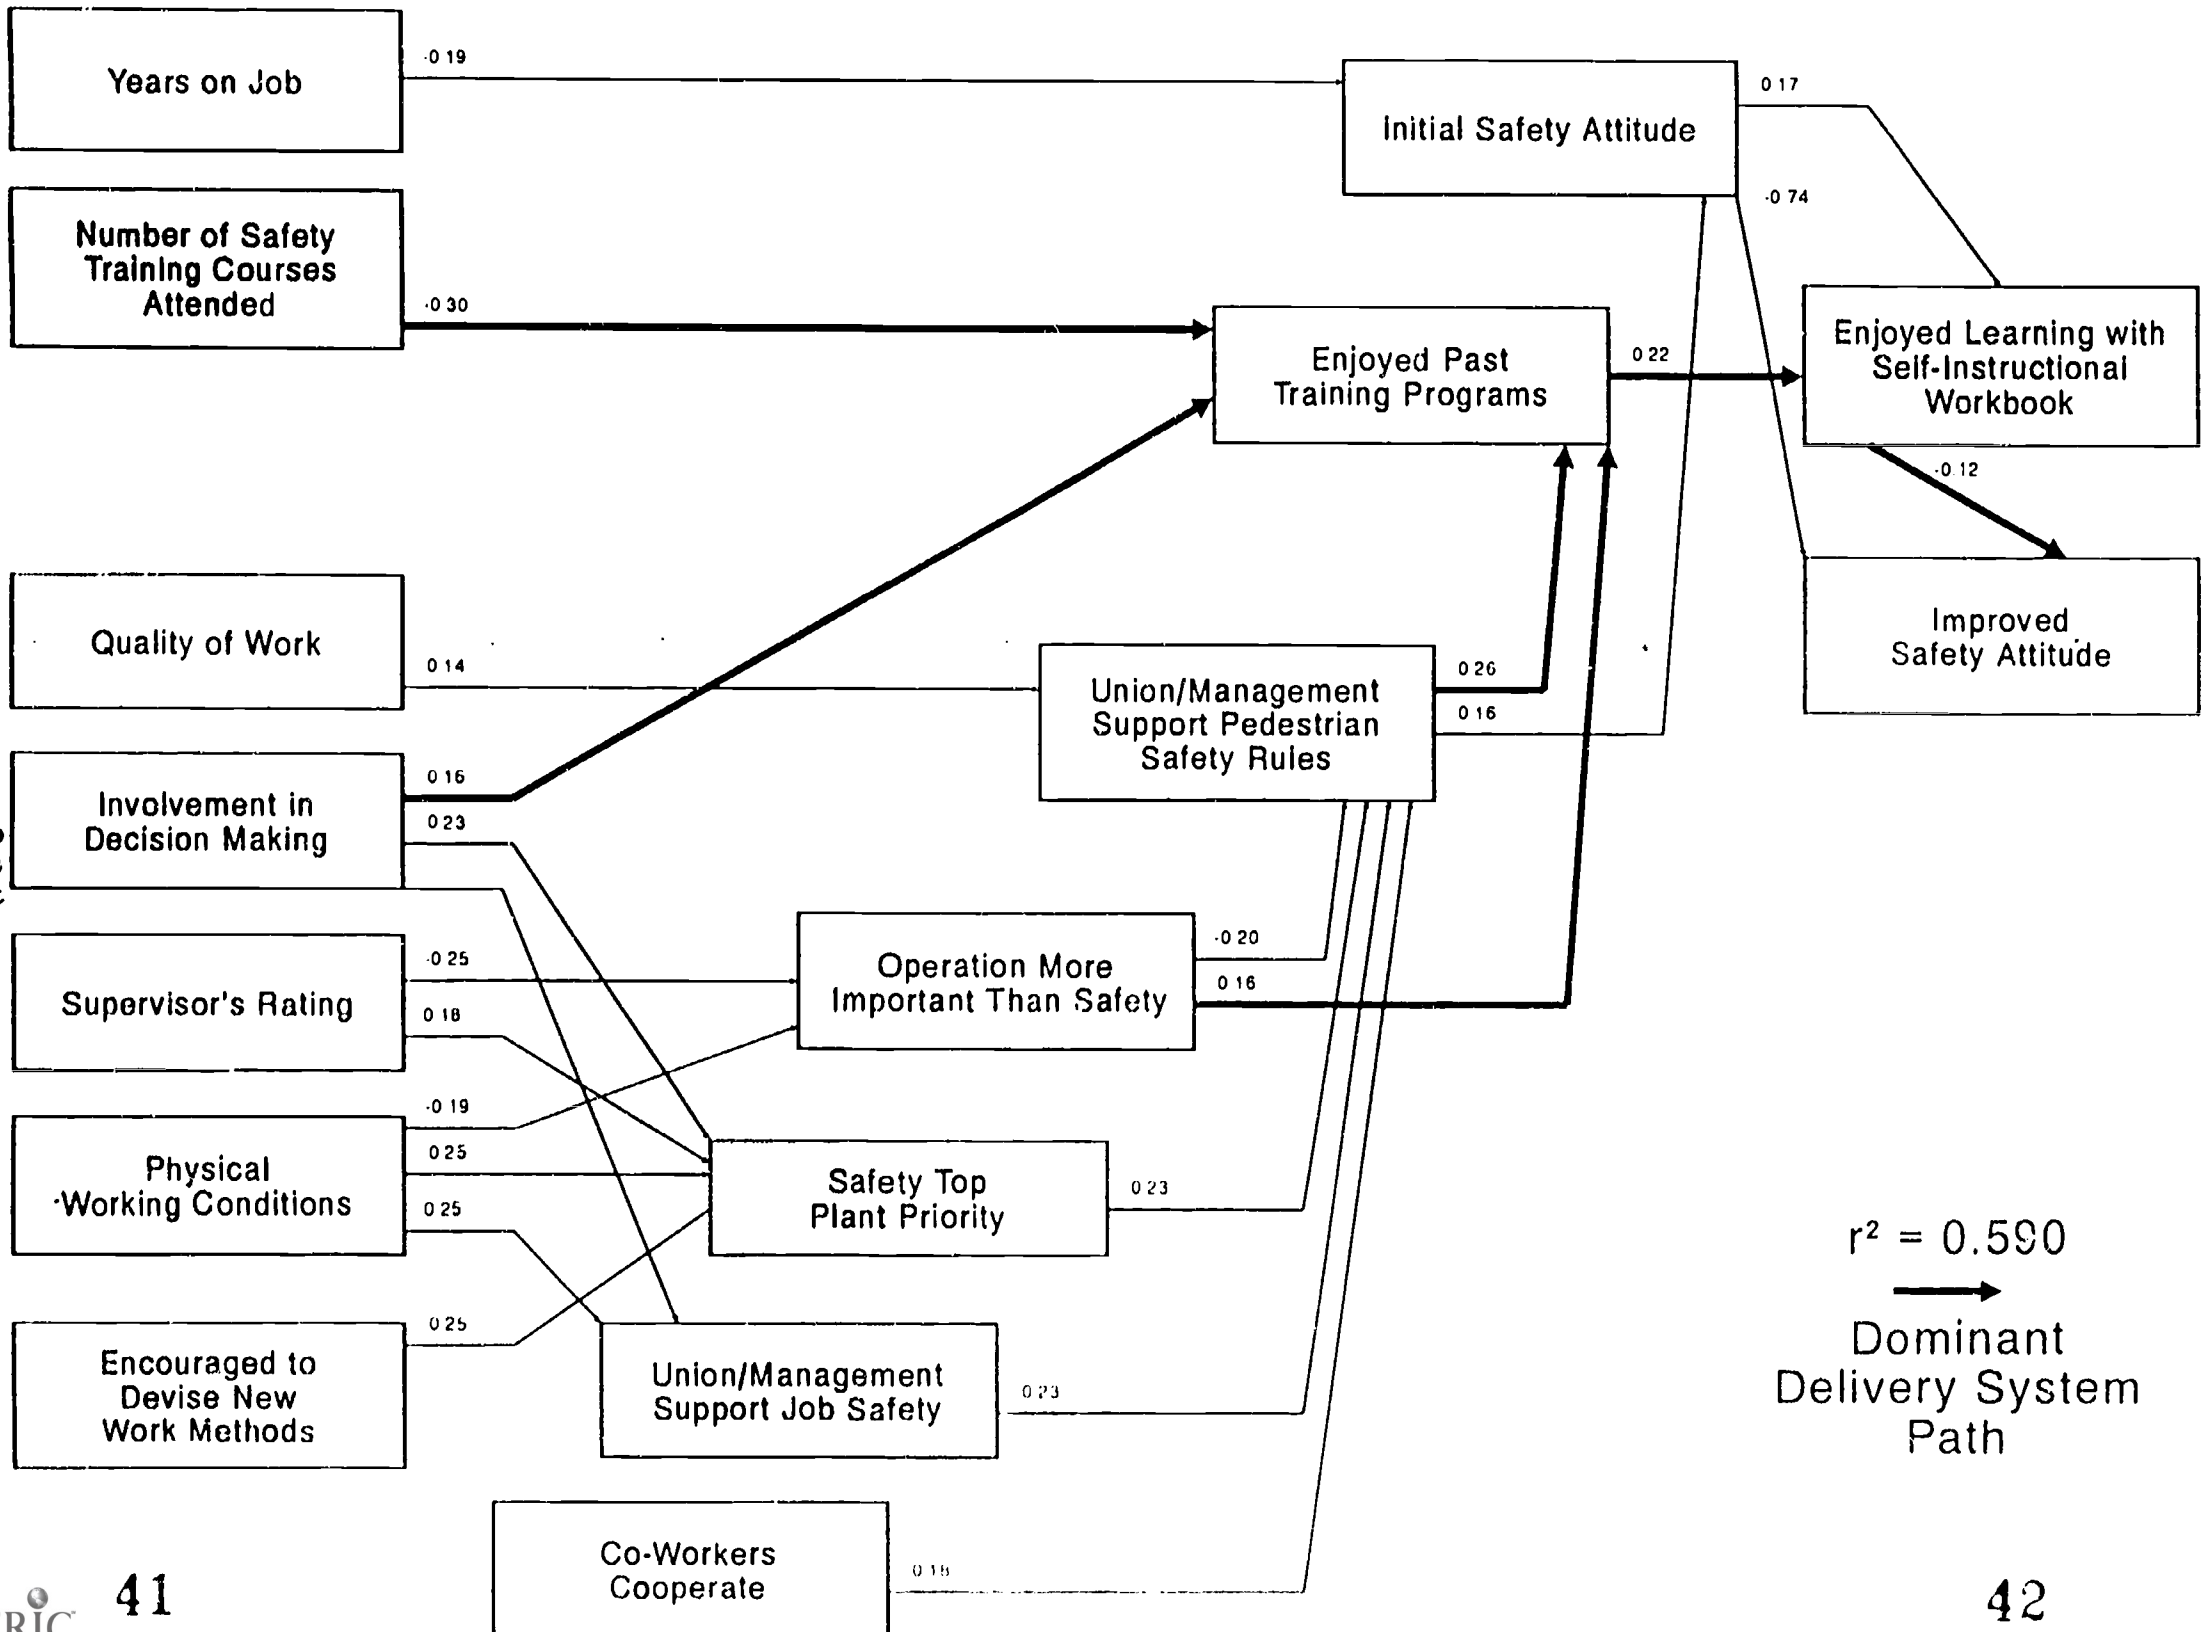 Years on Job
-0 19
Initial Safety Attitude
0 17
-0 74
Number of Safety
Training Courses
Attended
-0 30
Enjoyed Past
Training Programs
0 22
Enjoyed Learning with
Self-Instructional
Workbook
-0.12
Improved
Safety Attitude
Quality of Work
0 14
Union/Management
Support Pedestrian
Safety Rules
0 26
0 16
Involvement in
Decision Making
0 16
0 23
Supervisor's Rating
-0 25
0 18
Operation More
Important Than Safety
-0 20
0 16
Physical
Working Conditions
-0 19
0 25
0 25
Safety Top
Plant Priority
0 23
Encouraged to
Devise New
Work Methods
0 25
Union/Management
Support Job Safety
0 23
Co-Workers
Cooperate
r² = 0.590
Dominant
Delivery System
Path
41
42